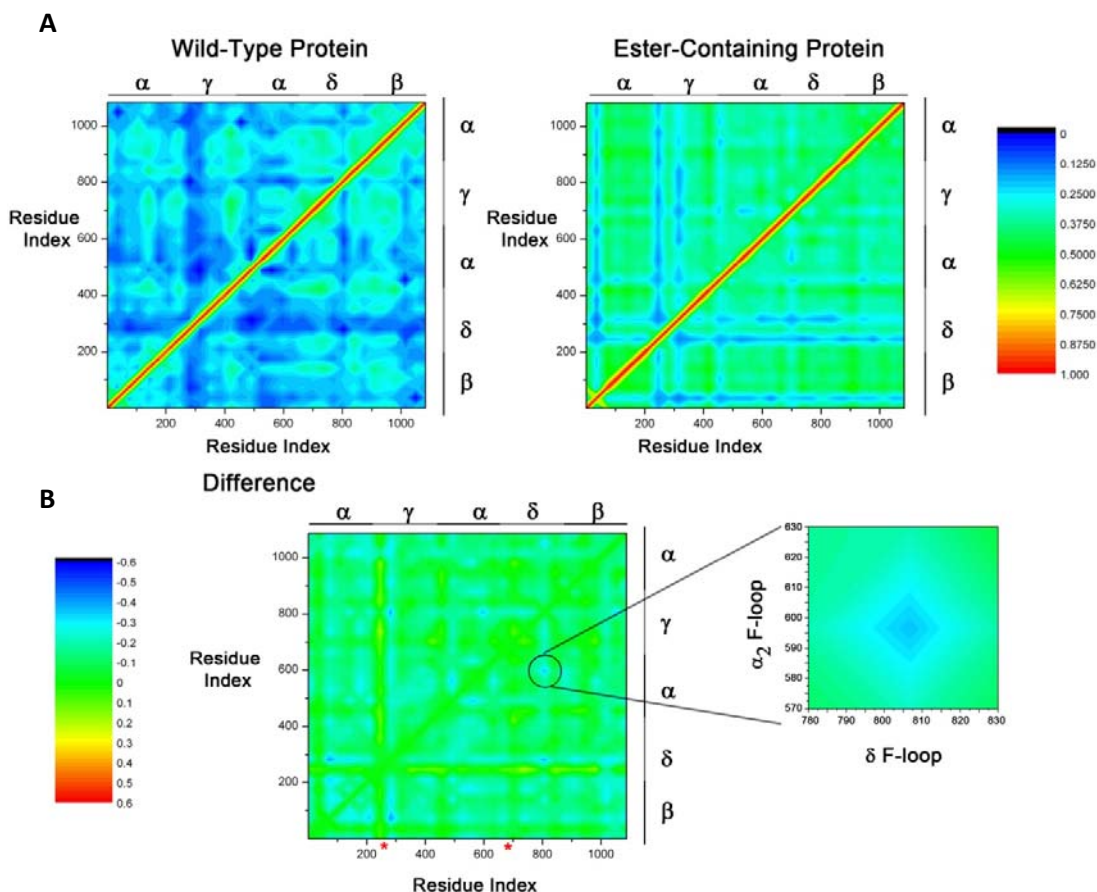 A
Wild-Type Protein
α γ α δ β
1000
800
600
400
200
Residue
Index
200 400 600 800 1000
Residue Index
α
γ
α
δ
β
Ester-Containing Protein
α γ α δ β
1000
800
600
400
200
Residue
Index
200 400 600 800 1000
Residue Index
α
γ
α
δ
β
0
0.1250
0.2500
0.3750
0.5000
0.6250
0.7500
0.8750
1.000
B
Difference
-0.6
-0.5
-0.4
-0.3
-0.2
-0.1
0
0.1
0.2
0.3
0.4
0.5
0.6
α γ α δ β
1000
800
600
400
200
Residue
Index
200 * 400 600 * 800 1000
Residue Index
α
γ
α
δ
β
630
620
610
600
590
580
570
α2 F-loop
780 790 800 810 820 830
δ F-loop